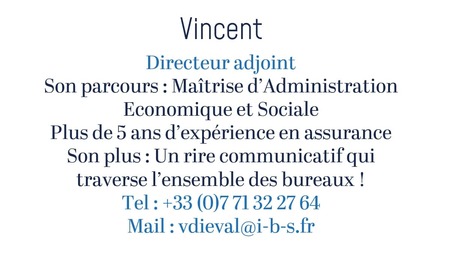 Vincent
Directeur adjoint
Son parcours : Maîtrise d'Administration
Economique et Sociale
Plus de 5 ans d'expérience en assurance
Son plus : Un rire communicatif qui
traverse l'ensemble des bureaux !
Tel : +33 (0)7 71 32 27 64
Mail : vdieval@i-b-s.fr